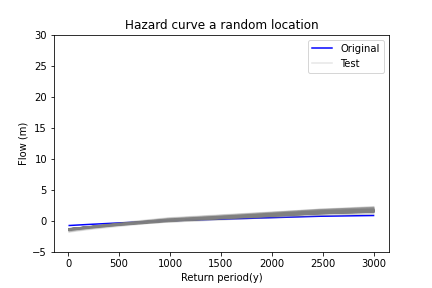 Hazard curve a random location
Original
Test
Flow (m)
30
25
20
15
10
5
0
−5
0 500 1000 1500 2000 2500 3000
Return period(y)